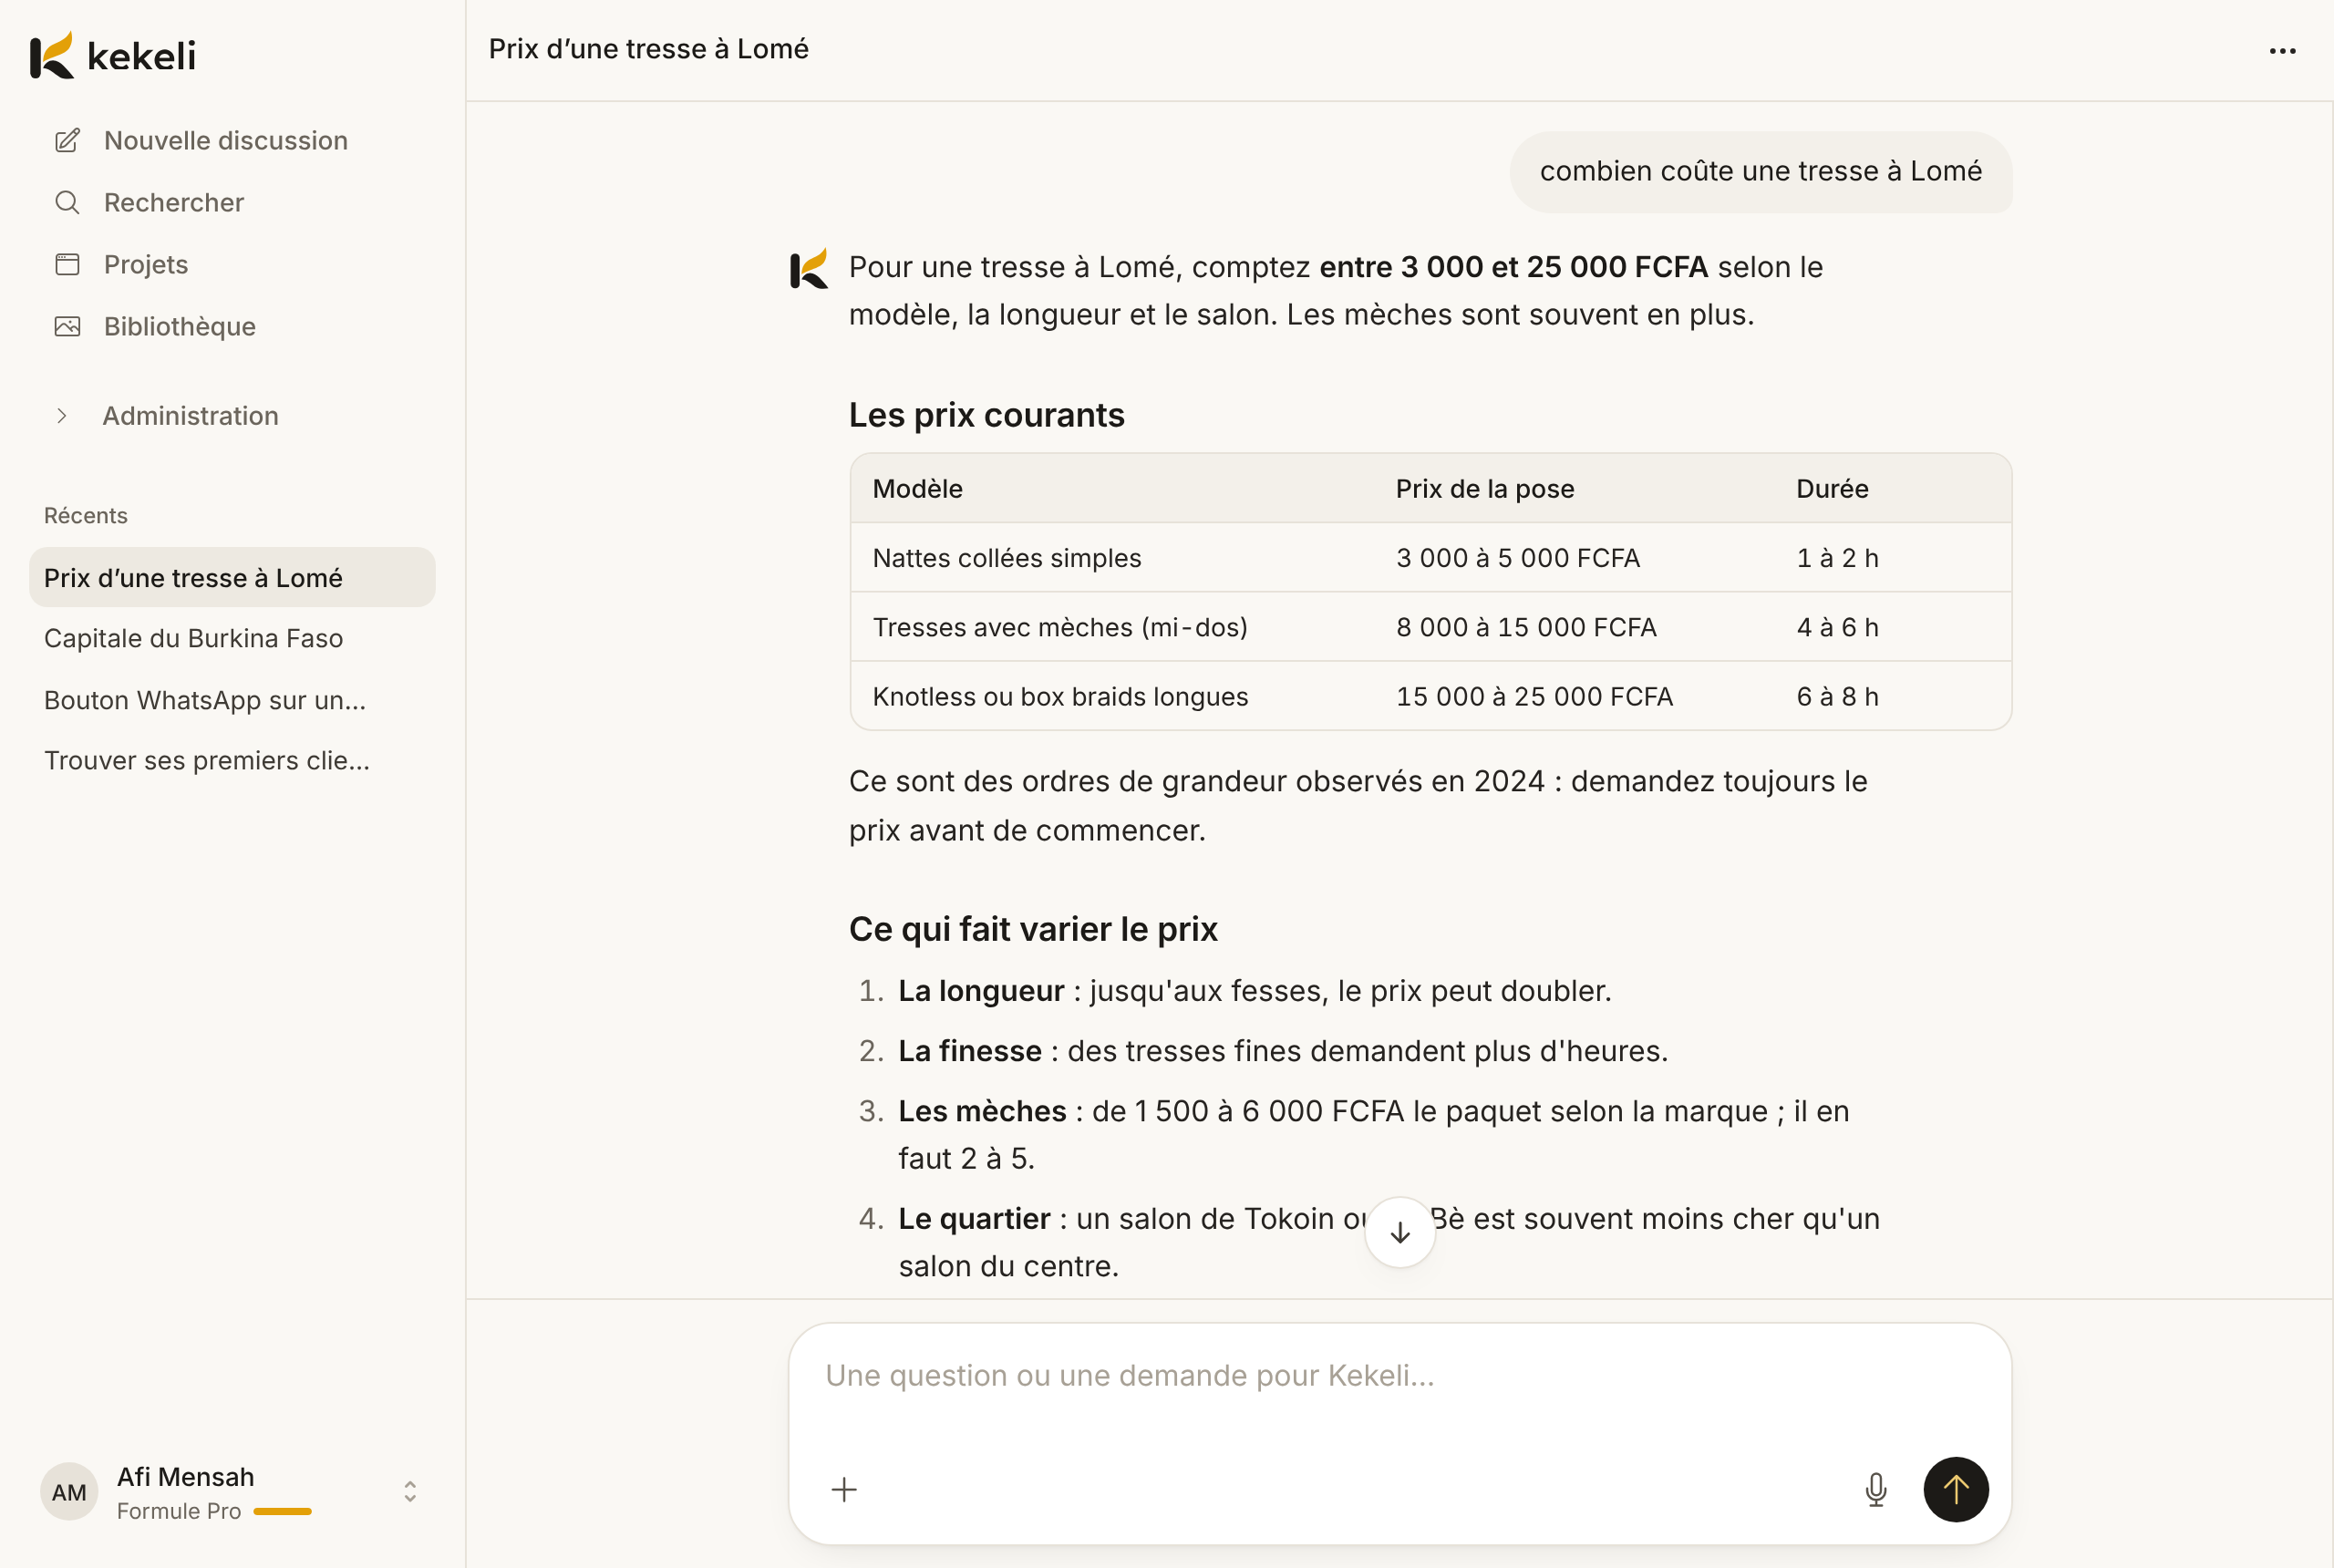 kekeli
Nouvelle discussion
Rechercher
Projets
Bibliothèque
Administration
Récents
Prix d’une tresse à Lomé
Capitale du Burkina Faso
Bouton WhatsApp sur un...
Trouver ses premiers clie...
AM
Afi Mensah
Formule Pro
Prix d’une tresse à Lomé
combien coûte une tresse à Lomé
Pour une tresse à Lomé, comptez entre 3 000 et 25 000 FCFA selon le
modèle, la longueur et le salon. Les mèches sont souvent en plus.
Les prix courants
Modèle Prix de la pose Durée
Nattes collées simples 3 000 à 5 000 FCFA 1 à 2 h
Tresses avec mèches (mi-dos) 8 000 à 15 000 FCFA 4 à 6 h
Knotless ou box braids longues 15 000 à 25 000 FCFA 6 à 8 h
Ce sont des ordres de grandeur observés en 2024 : demandez toujours le
prix avant de commencer.
Ce qui fait varier le prix
1. La longueur : jusqu'aux fesses, le prix peut doubler.
2. La finesse : des tresses fines demandent plus d'heures.
3. Les mèches : de 1 500 à 6 000 FCFA le paquet selon la marque ; il en
faut 2 à 5.
4. Le quartier : un salon de Tokoin Bè est souvent moins cher qu'un
salon du centre.
Une question ou une demande pour Kekeli...